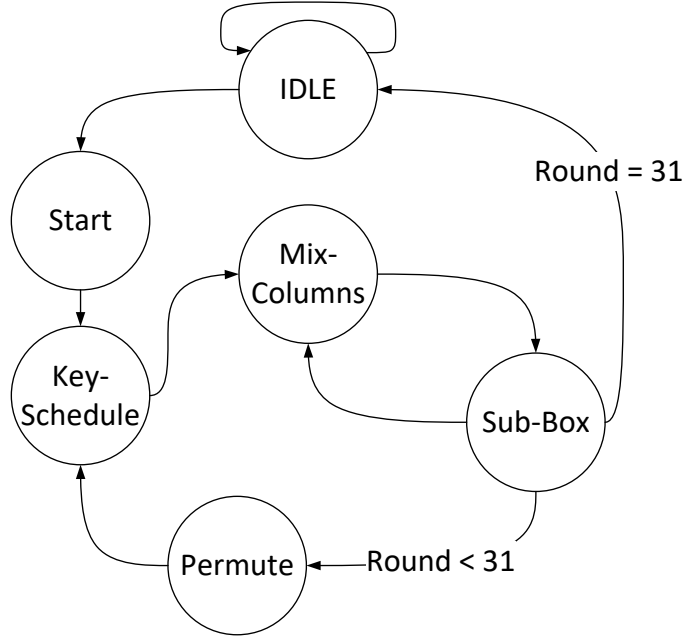 IDLE
Round = 31
Start
Mix-
Columns
Key-
Schedule
Sub-Box
Permute
Round < 31